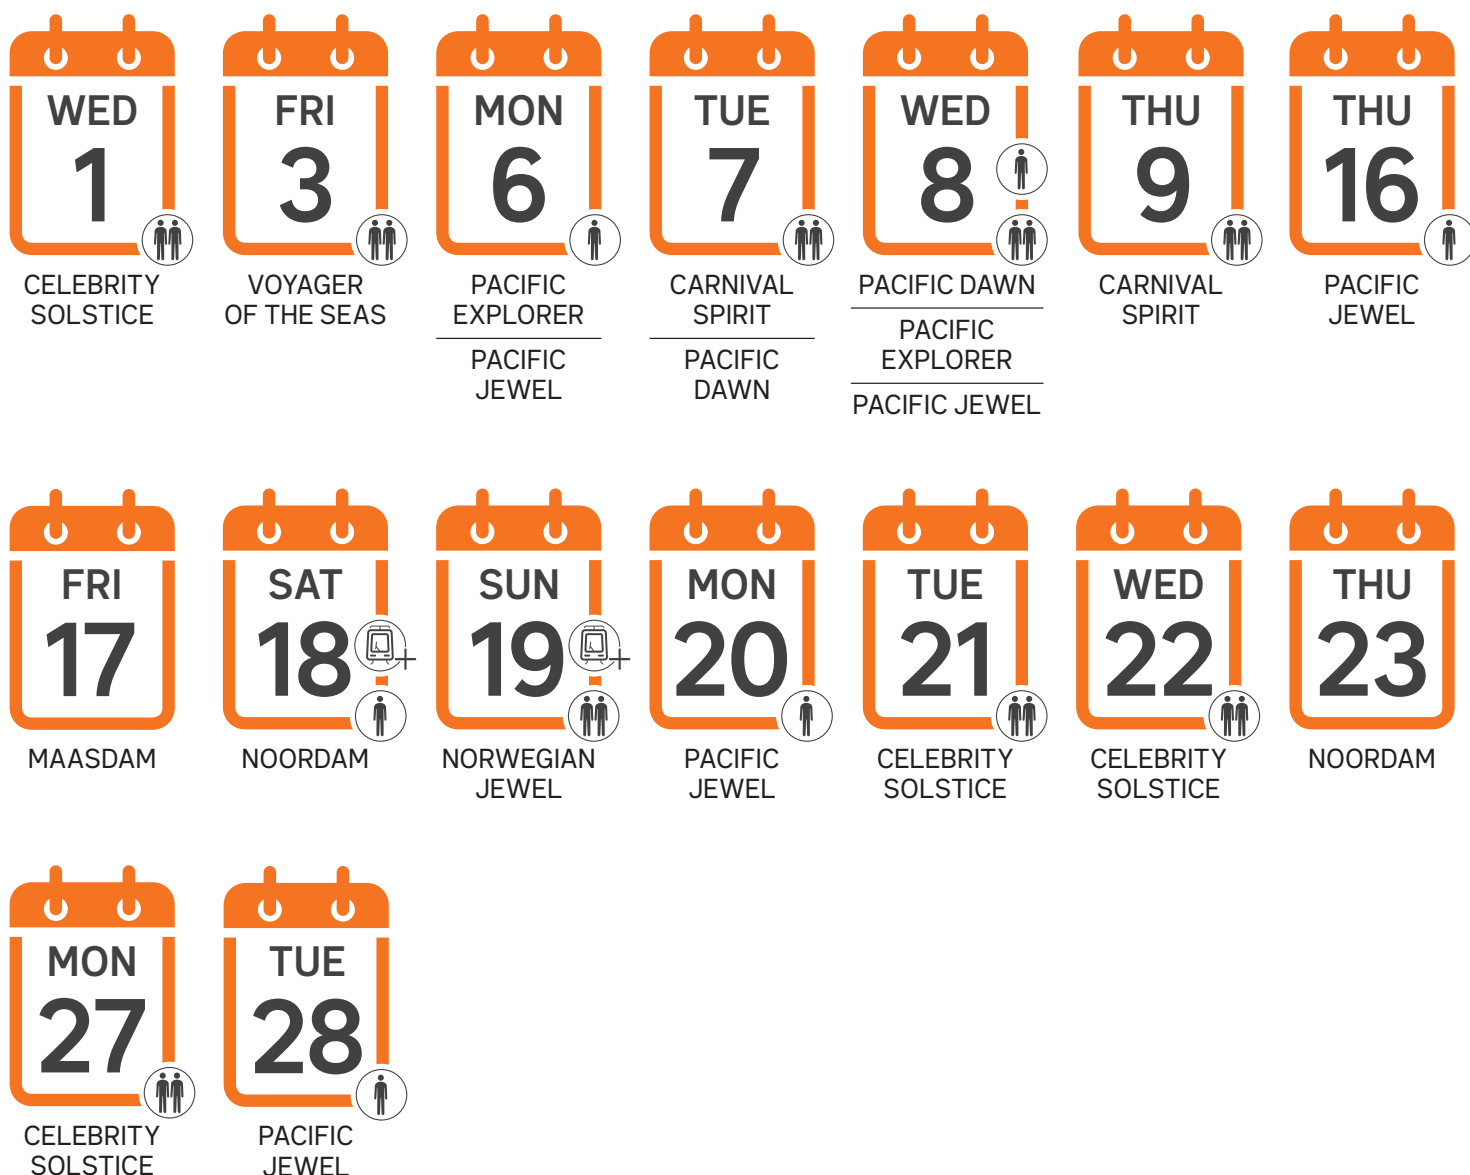 WED
1
CELEBRITY
SOLSTICE
FRI
3
VOYAGER
OF THE SEAS
MON
6
PACIFIC
EXPLORER
PACIFIC
JEWEL
TUE
7
CARNIVAL
SPIRIT
PACIFIC
DAWN
WED
8
PACIFIC DAWN
PACIFIC
EXPLORER
PACIFIC JEWEL
THU
9
CARNIVAL
SPIRIT
THU
16
PACIFIC
JEWEL
FRI
17
MAASDAM
SAT
18
NOORDAM
SUN
19
NORWEGIAN
JEWEL
MON
20
PACIFIC
JEWEL
TUE
21
CELEBRITY
SOLSTICE
WED
22
CELEBRITY
SOLSTICE
THU
23
NOORDAM
MON
27
CELEBRITY
SOLSTICE
TUE
28
PACIFIC
JEWEL